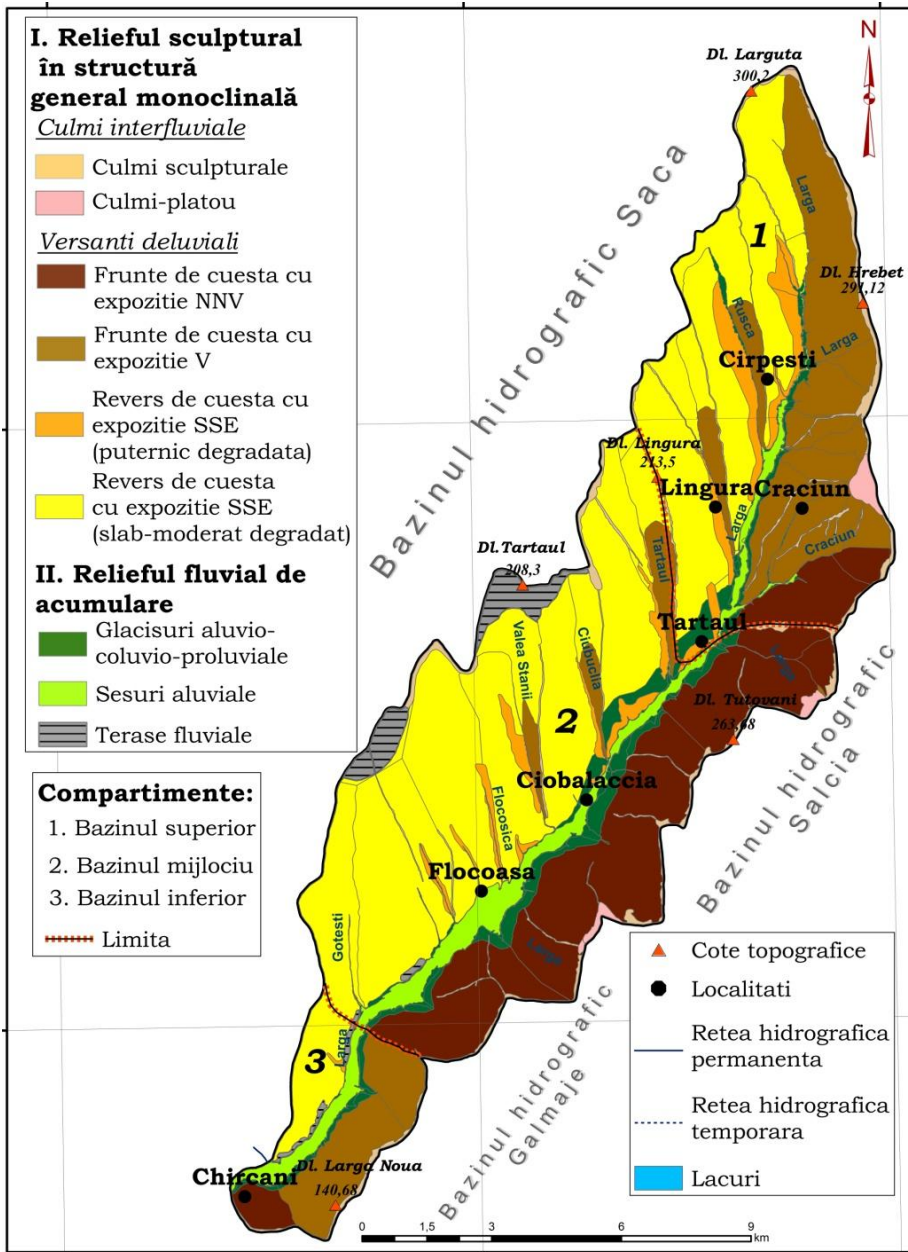 I. Relieful sculptural
în structură
general monoclinală
Culmi interfluviale
Culmi sculpturale
Culmi-platou
Versanti deluviali
Frunte de cuesta cu
expozitie NNV
Frunte de cuesta cu
expozitie V
Revers de cuesta cu
expozitie SSE
(puternic degradata)
Revers de cuesta
cu expozitie SSE
(slab-moderat degradat)
II. Relieful fluvial de
acumulare
Glacisuri aluvio-
coluvio-proluviale
Sesuri aluviale
Terase fluviale
Compartimente:
1. Bazinul superior
2. Bazinul mijlociu
3. Bazinul inferior
Limita
N
Dl. Larguta
300,2
Larga
1
Dl. Hrebet
291,12
Rusca
Larga
Cirpesti
Bazinul hidrografic Saca
Dl. Lingura
213,5
Lingura
Craciun
Larga
Craciun
Tartaul
Dl. Tartaul
208,3
Tartaul
Valea Stanii
Ciubuclia
Larga
Dl. Tutovani
263,68
2
Ciobalaccia
Flocosica
Flocoasa
Gotesti
Larga
Bazinul hidrografic
Salcia
3
Larga
Bazinul hidrografic
Galmaje
Chircani
Dl. Larga Noua
140,68
Cote topografice
Localitati
Retea hidrografica
permanenta
Retea hidrografica
temporara
Lacuri
0 1,5 3 6 9
km